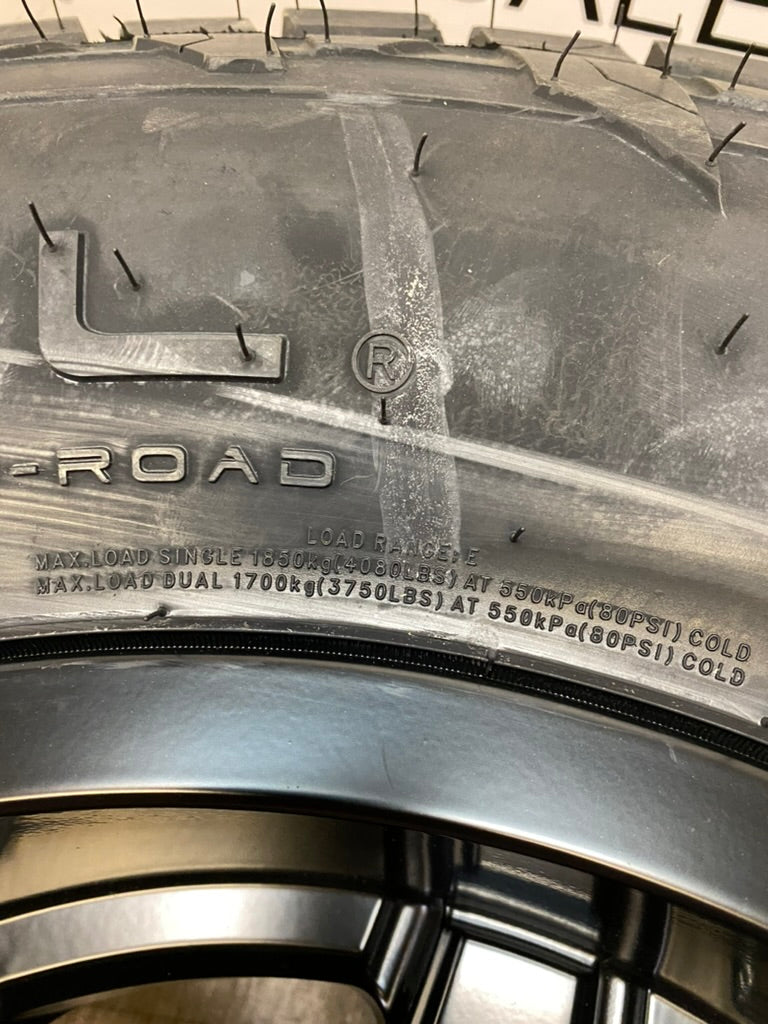 L ®
-ROAD
LOAD RANGE: E
MAX.LOAD SINGLE 1850kg(4080LBS) AT 550kPa(80PSI) COLD
MAX.LOAD DUAL 1700kg(3750LBS) AT 550kPa(80PSI) COLD